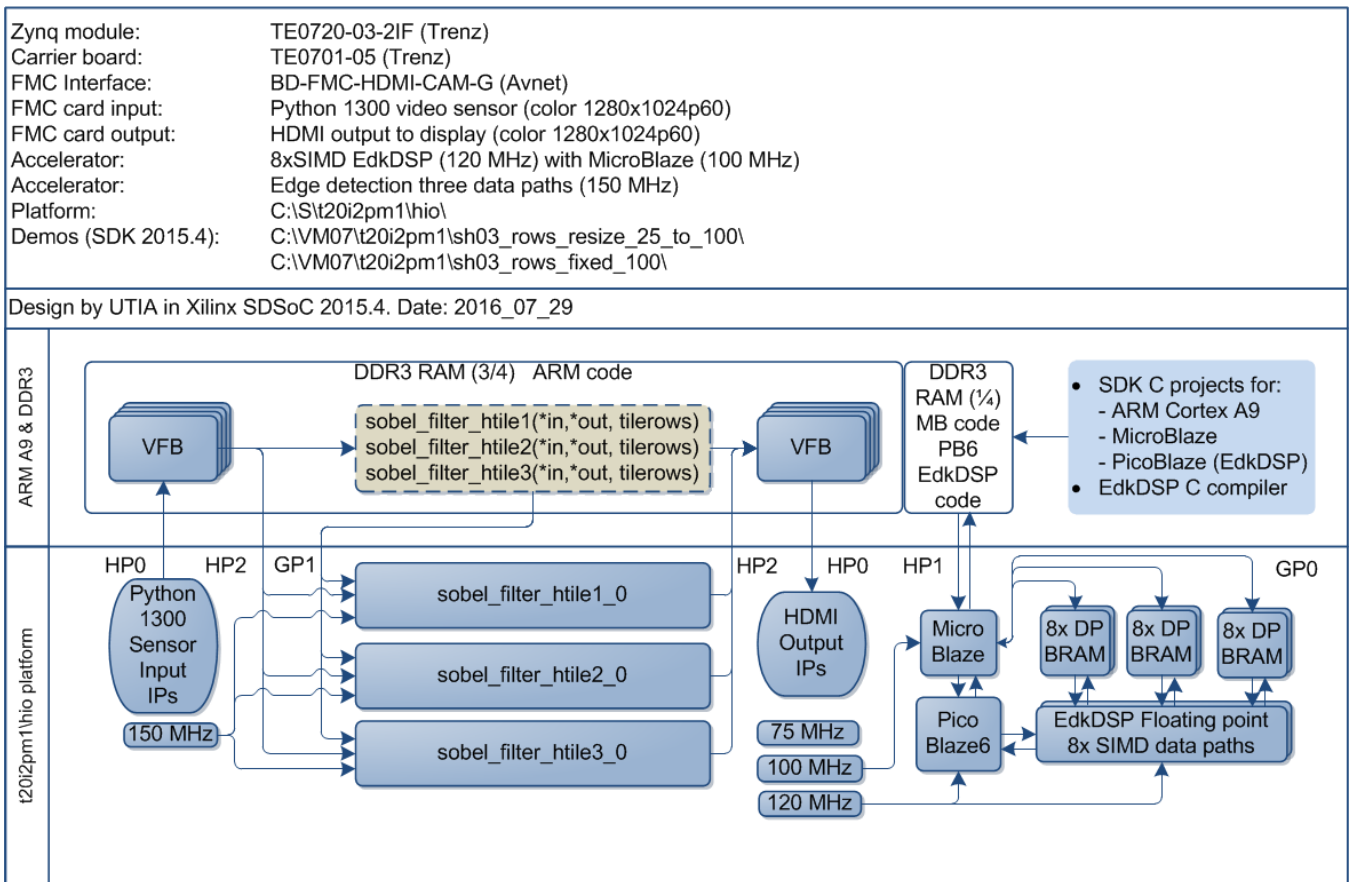 Zynq module: TE0720-03-2IF (Trenz)
Carrier board: TE0701-05 (Trenz)
FMC Interface: BD-FMC-HDMI-CAM-G (Avnet)
FMC card input: Python 1300 video sensor (color 1280x1024p60)
FMC card output: HDMI output to display (color 1280x1024p60)
Accelerator: 8xSIMD EdkDSP (120 MHz) with MicroBlaze (100 MHz)
Accelerator: Edge detection three data paths (150 MHz)
Platform: C:\S\t20i2pm1\hio\
Demos (SDK 2015.4): C:\VM07\t20i2pm1\sh03_rows_resize_25_to_100\
C:\VM07\t20i2pm1\sh03_rows_fixed_100\
Design by UTIA in Xilinx SDSoC 2015.4. Date: 2016_07_29
ARM A9 & DDR3
DDR3 RAM (3/4) ARM code
VFB
sobel_filter_htile1(*in,*out, tilerows)
sobel_filter_htile2(*in,*out, tilerows)
sobel_filter_htile3(*in,*out, tilerows)
VFB
DDR3
RAM (¼)
MB code
PB6
EdkDSP
code
• SDK C projects for:
- ARM Cortex A9
- MicroBlaze
- PicoBlaze (EdkDSP)
• EdkDSP C compiler
t20i2pm1\hio platform
HP0
HP2
GP1
HP2
HP0
HP1
GP0
Python
1300
Sensor
Input
IPs
150 MHz
sobel_filter_htile1_0
sobel_filter_htile2_0
sobel_filter_htile3_0
HDMI
Output
IPs
75 MHz
100 MHz
120 MHz
Micro
Blaze
Pico
Blaze6
8x DP
BRAM
8x DP
BRAM
8x DP
BRAM
EdkDSP Floating point
8x SIMD data paths